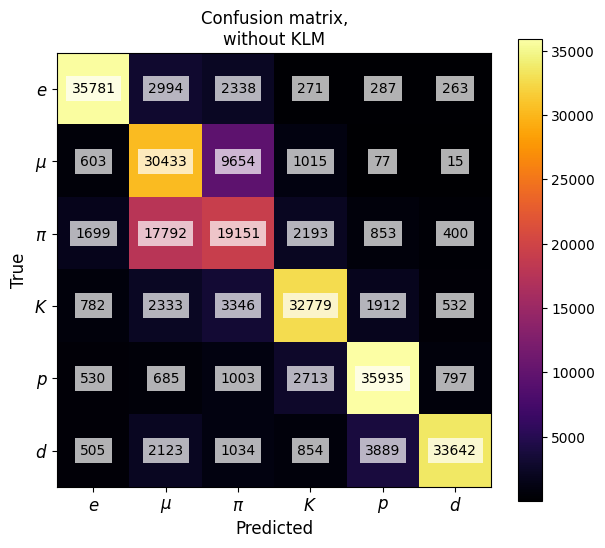 Confusion matrix,
without KLM
e 35781 2994 2338 271 287 263
μ 603 30433 9654 1015 77 15
π 1699 17792 19151 2193 853 400
K 782 2333 3346 32779 1912 532
p 530 685 1003 2713 35935 797
d 505 2123 1034 854 3889 33642
e μ π K p d
True
Predicted
35000
30000
25000
20000
15000
10000
5000